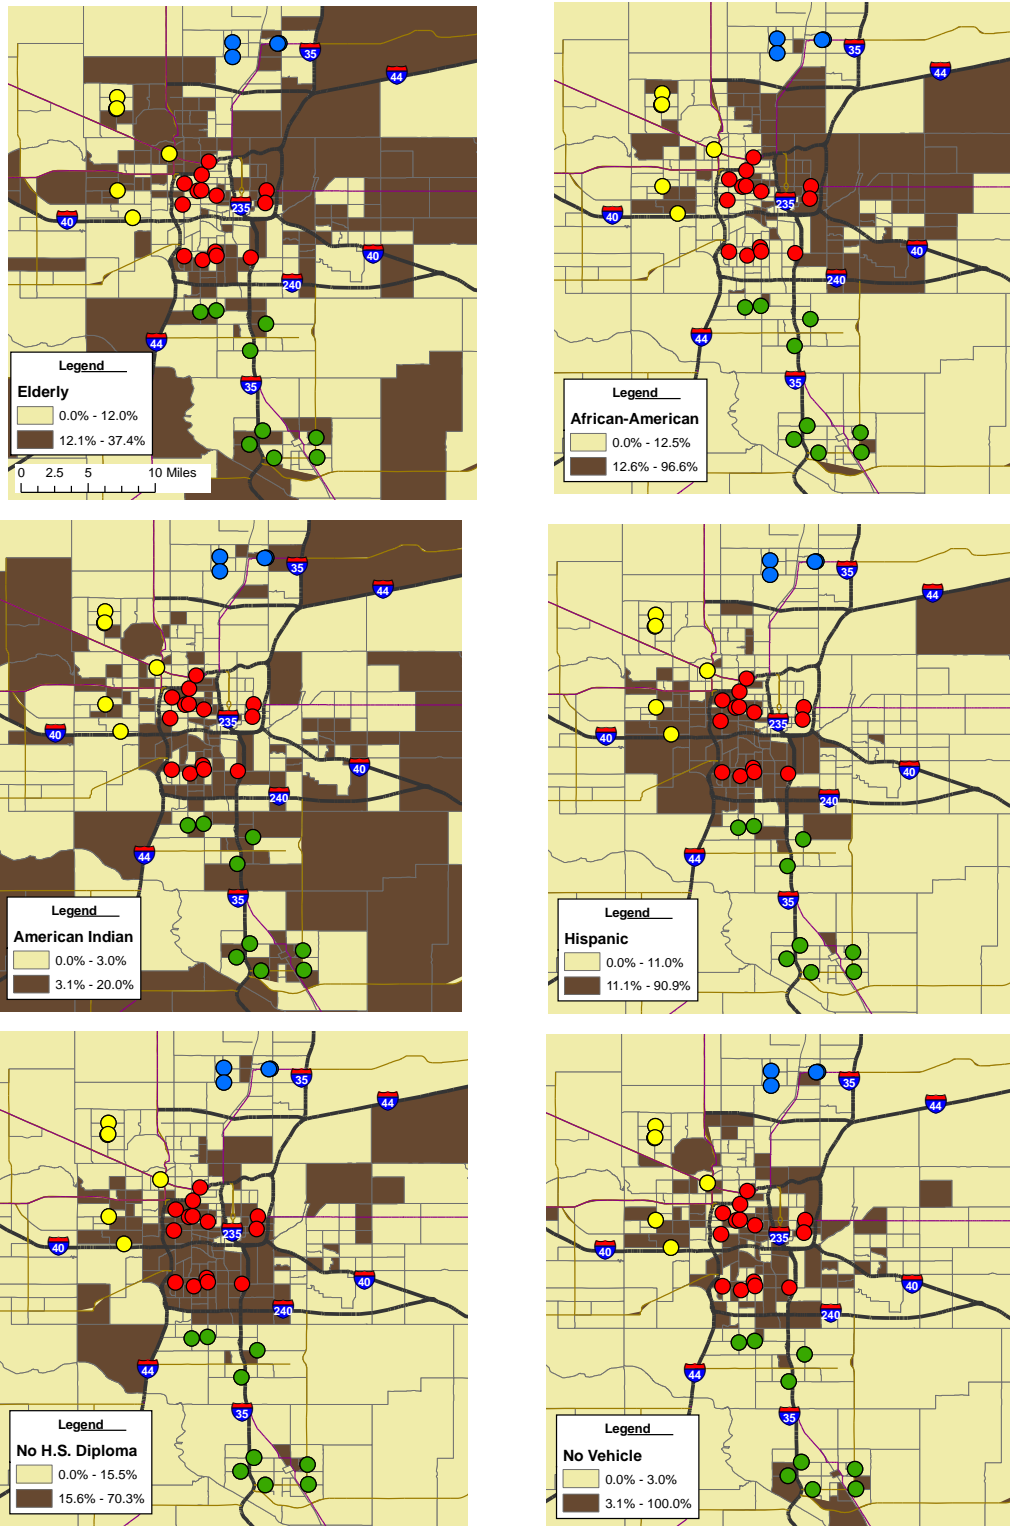 35
44
235
40
40
240
44
35
Legend
Elderly
0.0% - 12.0%
12.1% - 37.4%
0 2.5 5 10 Miles
35
44
235
40
40
240
44
35
Legend
African-American
0.0% - 12.5%
12.6% - 96.6%
35
44
235
40
40
240
44
35
Legend
American Indian
0.0% - 3.0%
3.1% - 20.0%
35
44
235
40
40
240
44
35
Legend
Hispanic
0.0% - 11.0%
11.1% - 90.9%
35
44
235
40
40
240
44
35
Legend
No H.S. Diploma
0.0% - 15.5%
15.6% - 70.3%
35
44
235
40
40
240
44
35
Legend
No Vehicle
0.0% - 3.0%
3.1% - 100.0%